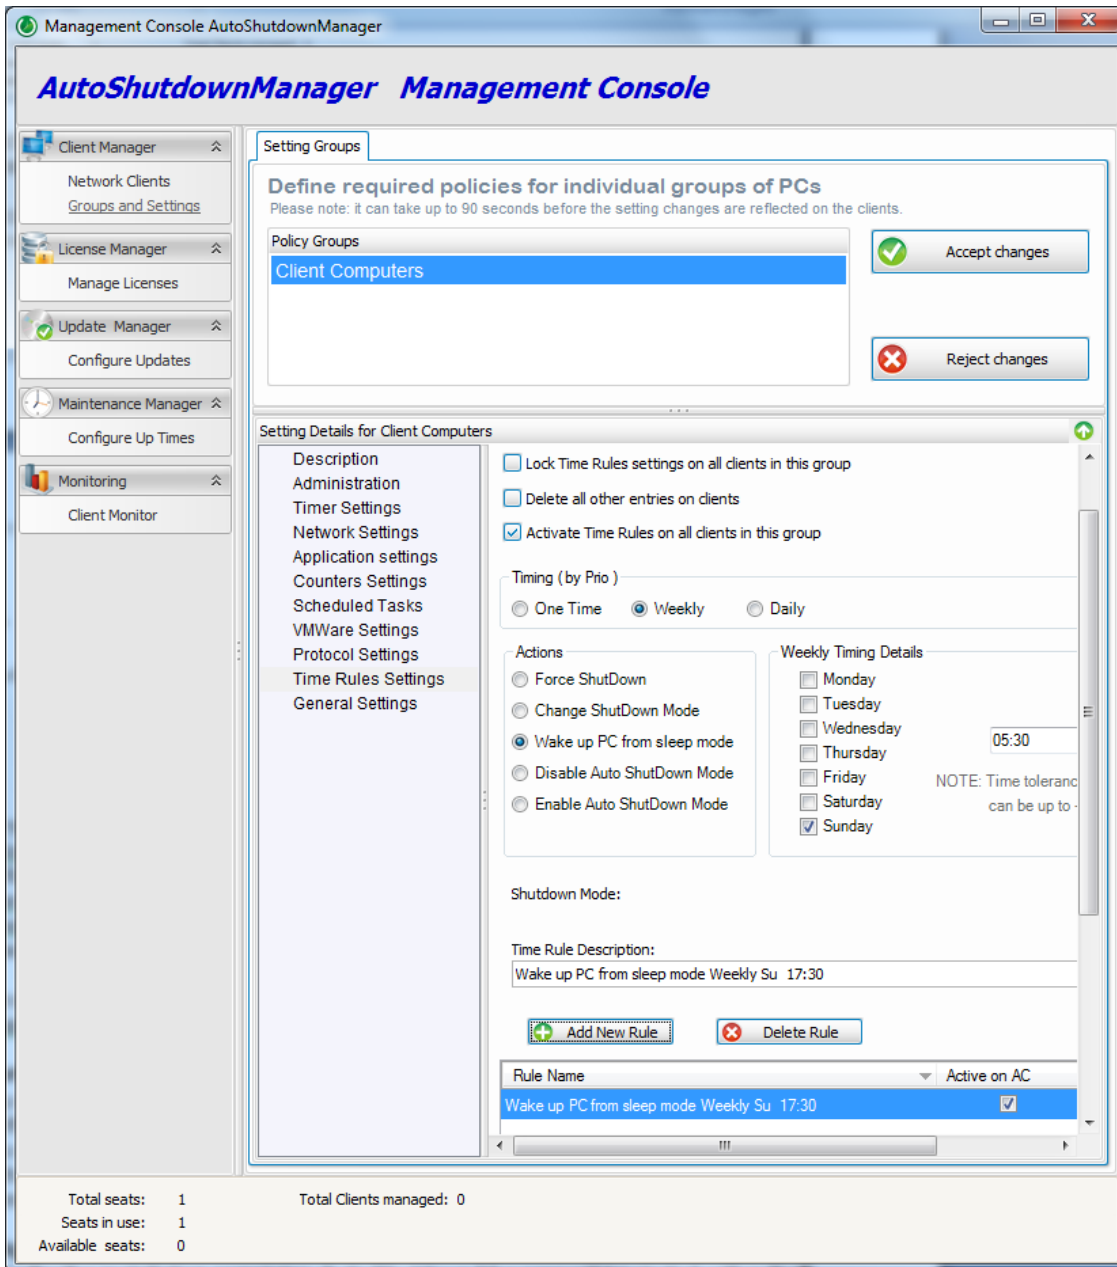 Management Console AutoShutdownManager
AutoShutdownManager Management Console
Client Manager
Network Clients
Groups and Settings
License Manager
Manage Licenses
Update Manager
Configure Updates
Maintenance Manager
Configure Up Times
Monitoring
Client Monitor
Setting Groups
Define required policies for individual groups of PCs
Please note: it can take up to 90 seconds before the setting changes are reflected on the clients.
Policy Groups
Client Computers
Accept changes
Reject changes
Setting Details for Client Computers
Description
Administration
Timer Settings
Network Settings
Application settings
Counters Settings
Scheduled Tasks
VMWare Settings
Protocol Settings
Time Rules Settings
General Settings
Lock Time Rules settings on all clients in this group
Delete all other entries on clients
Activate Time Rules on all clients in this group
Timing ( by Prio )
One Time Weekly Daily
Actions
Force ShutDown
Change ShutDown Mode
Wake up PC from sleep mode
Disable Auto ShutDown Mode
Enable Auto ShutDown Mode
Weekly Timing Details
Monday
Tuesday
Wednesday
Thursday
Friday
Saturday
Sunday
05:30
NOTE: Time toleranc
can be up to -
Shutdown Mode:
Time Rule Description:
Wake up PC from sleep mode Weekly Su 17:30
Add New Rule Delete Rule
Rule Name Active on AC
Wake up PC from sleep mode Weekly Su 17:30
Total seats: 1 Total Clients managed: 0
Seats in use: 1
Available seats: 0